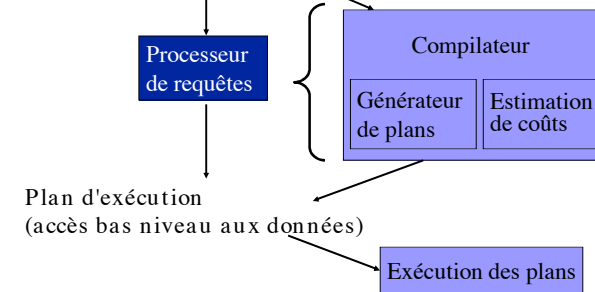 Compilateur
Processeur
de requêtes
Générateur
de plans
Estimation
de coûts
Plan d'exécution
(accès bas niveau aux données)
Exécution des plans